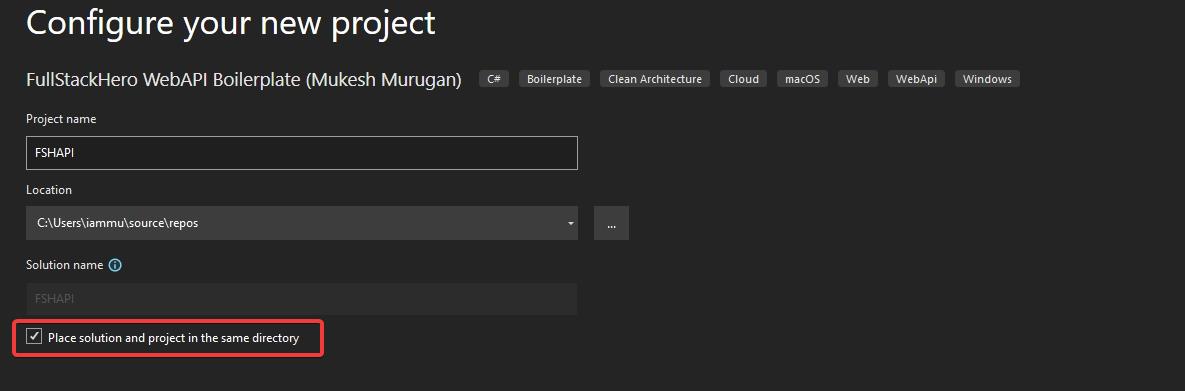 Configure your new project
FullStackHero WebAPI Boilerplate (Mukesh Murugan) C# Boilerplate Clean Architecture Cloud macOS Web WebApi Windows
Project name
FSHAPI
Location
C:\Users\iammu\source\repos ...
Solution name
FSHAPI
Place solution and project in the same directory